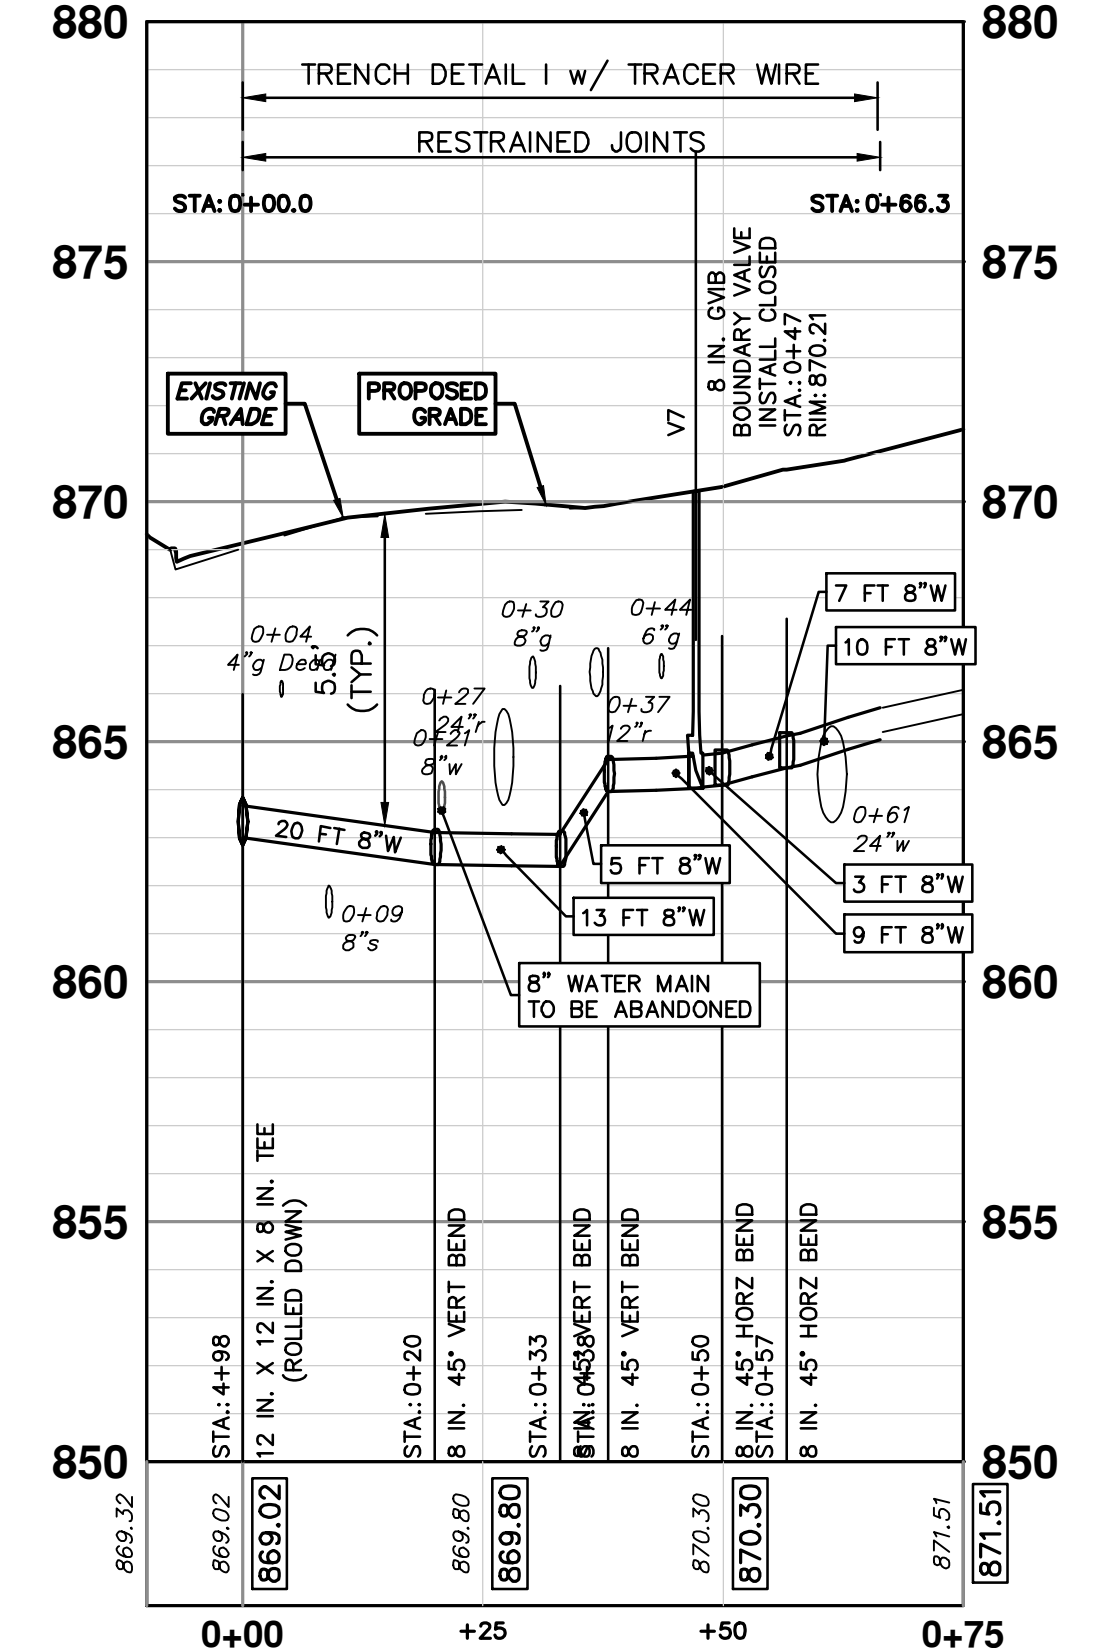 880
880
TRENCH DETAIL I w/ TRACER WIRE
RESTRAINED JOINTS
STA: 0+00.0
STA: 0+66.3
875
875
8 IN. GVIB
BOUNDARY VALVE
INSTALL CLOSED
STA.: 0+47
RIM: 870.21
V7
EXISTING
GRADE
PROPOSED
GRADE
870
870
7 FT 8"W
10 FT 8"W
0+04
4"g Dead
5.5'
(TYP.)
0+30
8"g
0+44
6"g
0+27
24"r
0+21
8"w
0+37
12"r
865
865
20 FT 8"W
0+09
8"s
5 FT 8"W
13 FT 8"W
0+61
24"w
3 FT 8"W
9 FT 8"W
8" WATER MAIN
TO BE ABANDONED
860
860
855
855
STA.: 4+98
12 IN. X 12 IN. X 8 IN. TEE
(ROLLED DOWN)
STA.: 0+20
8 IN. 45° VERT BEND
STA.: 0+33
8 IN. 45° VERT BEND
STA.: 0+38
8 IN. 45° VERT BEND
STA.: 0+50
8 IN. 45° HORZ BEND
STA.: 0+57
8 IN. 45° HORZ BEND
850
850
869.32
869.02
869.02
869.80
869.80
870.30
870.30
871.51
871.51
0+00
+25
+50
0+75